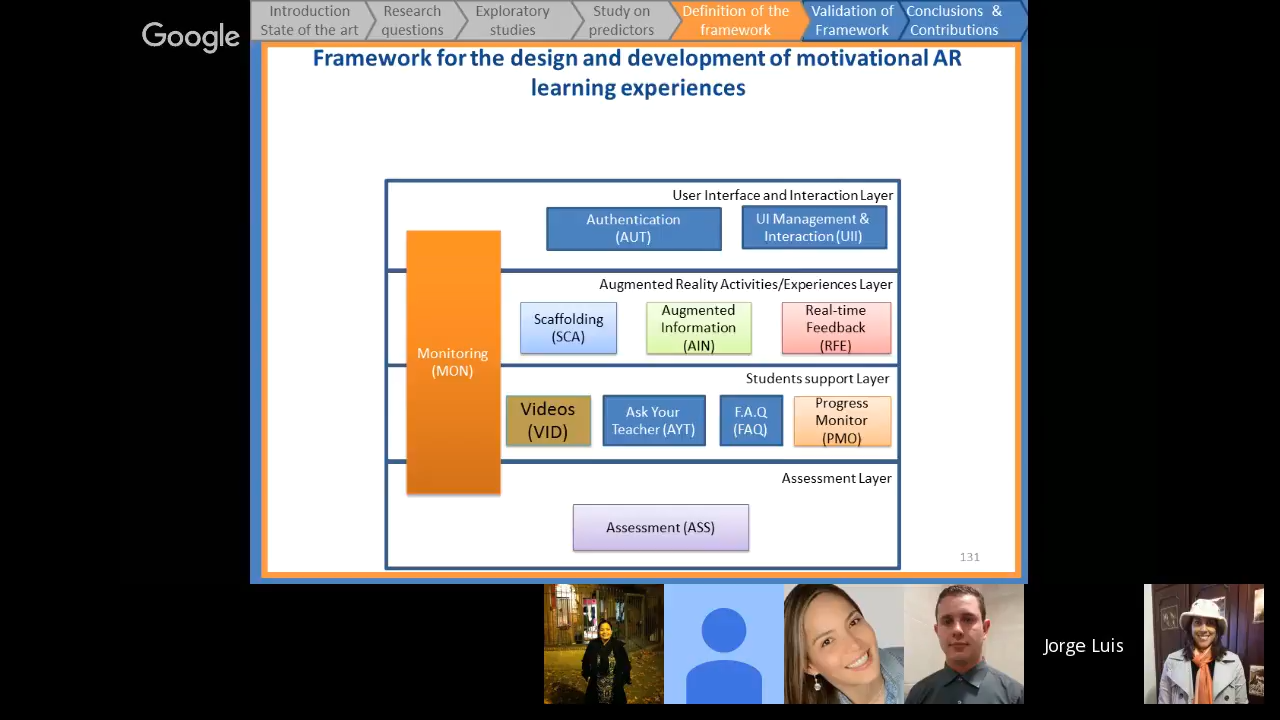 Google
Introduction
State of the art
Research
questions
Exploratory
studies
Study on
predictors
Definition of the
framework
Validation of
Framework
Conclusions &
Contributions
Framework for the design and development of motivational AR
learning experiences
User Interface and Interaction Layer
Authentication
(AUT)
UI Management &
Interaction (UII)
Augmented Reality Activities/Experiences Layer
Scaffolding
(SCA)
Augmented
Information
(AIN)
Real-time
Feedback
(RFE)
Monitoring
(MON)
Students support Layer
Videos
(VID)
Ask Your
Teacher (AYT)
F.A.Q
(FAQ)
Progress
Monitor
(PMO)
Assessment Layer
Assessment (ASS)
131
Jorge Luis